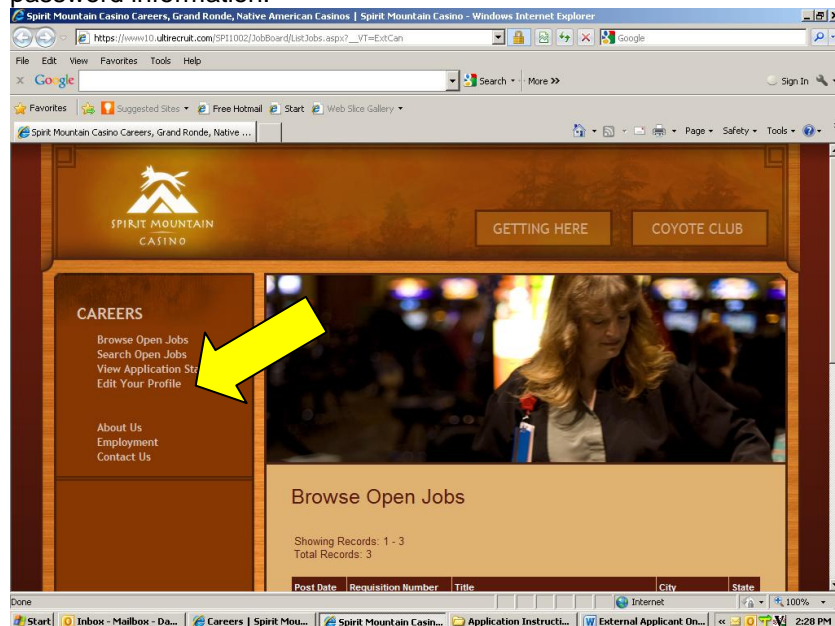 password information.
Spirit Mountain Casino Careers, Grand Ronde, Native American Casinos | Spirit Mountain Casino - Windows Internet Explorer
https://www10.ultirecruit.com/SPI1002/JobBoard/ListJobs.aspx?__VT=ExtCan
Google
File Edit View Favorites Tools Help
x Google Search More >> Sign In
Favorites Suggested Sites Free Hotmail Start Web Slice Gallery
Spirit Mountain Casino Careers, Grand Ronde, Native ... Page Safety Tools
SPIRIT MOUNTAIN
CASINO
GETTING HERE
COYOTE CLUB
CAREERS
Browse Open Jobs
Search Open Jobs
View Application Sta
Edit Your Profile
About Us
Employment
Contact Us
Browse Open Jobs
Showing Records: 1 - 3
Total Records: 3
Post Date Requisition Number Title City State
Done Internet 100%
Start Inbox - Mailbox - Da... Careers | Spirit Mou... Spirit Mountain Casin... Application Instructi... External Applicant On... 2:28 PM